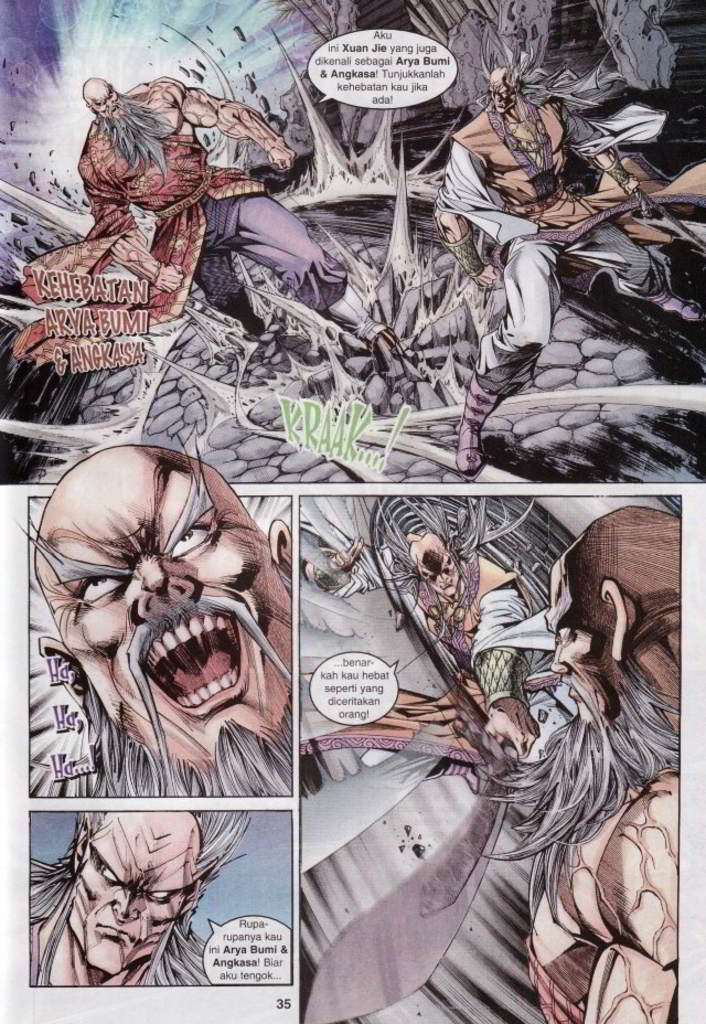 Aku
ini Xuan Jie yang juga
dikenali sebagai Arya Bumi
& Angkasa! Tunjukkanlah
kehebatan kau jika
ada!
KEHEBATAN
ARYA BUMI
& ANGKASA
KRAAK....!
Ha,
Ha,
Ha...!
Rupa-
rupanya kau
ini Arya Bumi &
Angkasa! Biar
aku tengok...
...benar-
kah kau hebat
seperti yang
diceritakan
orang!
35